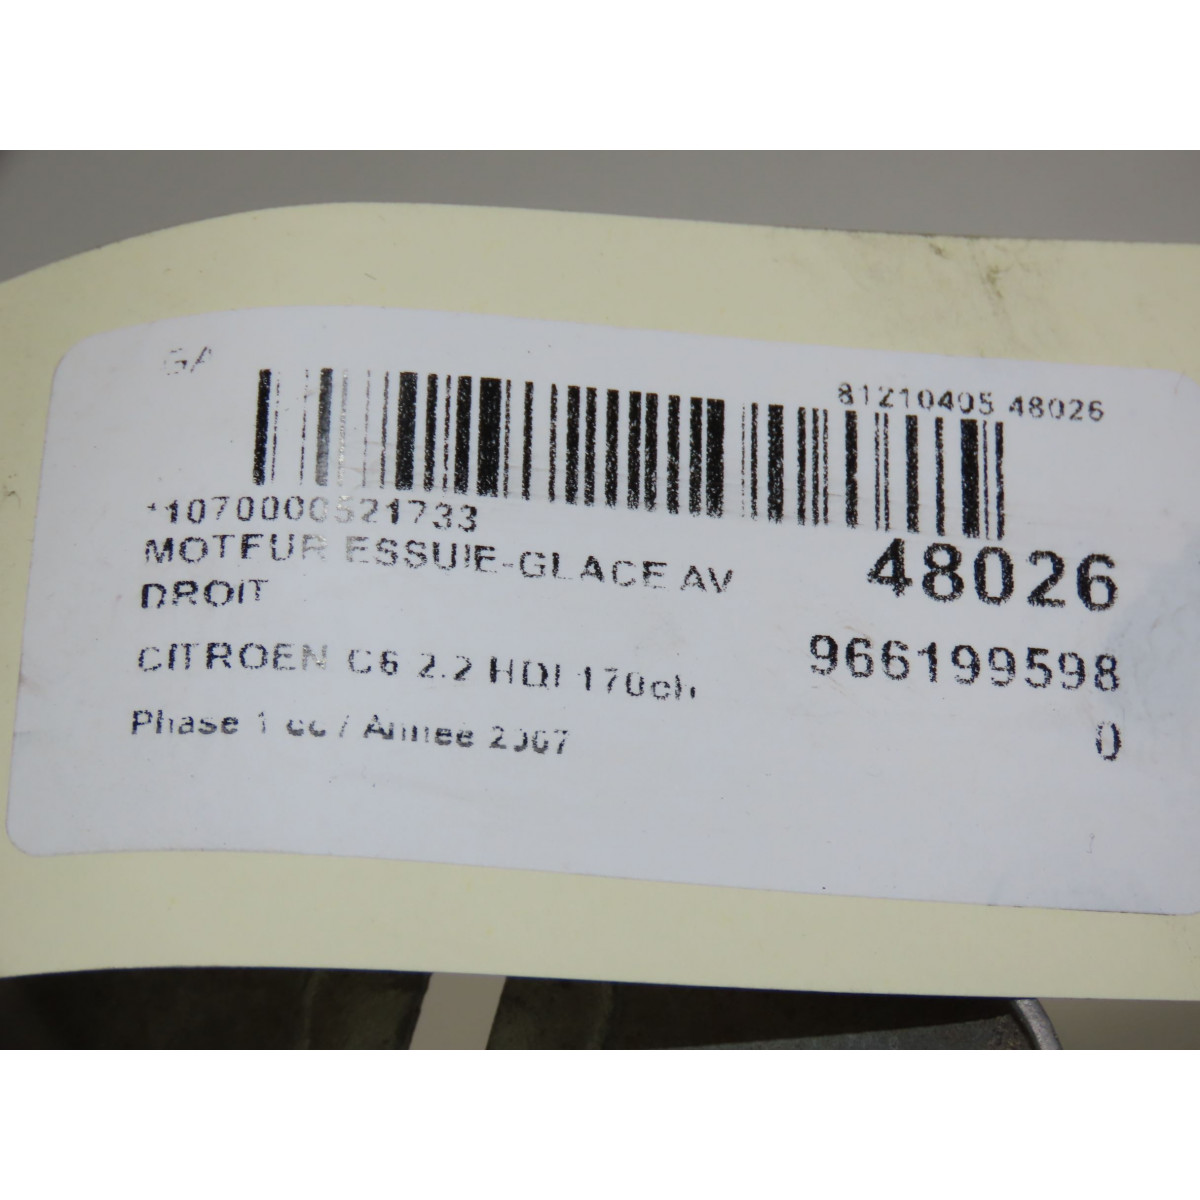 GA
81210405 48026
*1070000521733
MOTEUR ESSUIE-GLACE AV
DROIT
48026
CITROEN C6 2.2 HDI 170ch
966199598
0
Phase 1 / Annee 2007